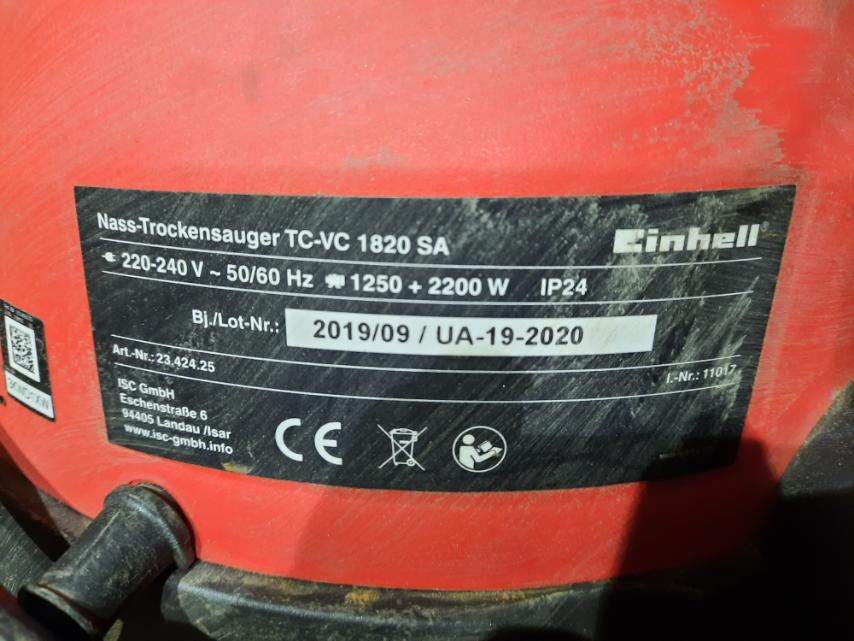 Nass-Trockensauger TC-VC 1820 SA
Einhell®
220-240 V ~ 50/60 Hz 1250 + 2200 W IP24
Bj./Lot-Nr.: 2019/09 / UA-19-2020
Art.-Nr.: 23.424.25
I.-Nr.: 11017
ISC GmbH
Eschenstraße 6
94405 Landau /Isar
www.isc-gmbh.info
CE